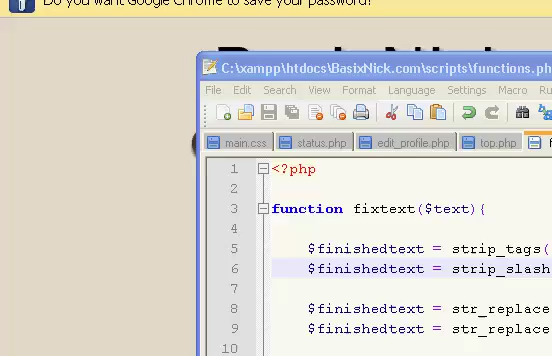 Do you want Google Chrome to save your password?
C:\xampp\htdocs\BasixNick.com\scripts\functions.ph
File Edit Search View Format Language Settings Macro Ru
main.css status.php edit_profile.php top.php f
1 <?php
2
3 function fixtext($text){
4
5 $finishedtext = strip_tags(
6 $finishedtext = strip_slash
7
8 $finishedtext = str_replace
9 $finishedtext = str_replace
10